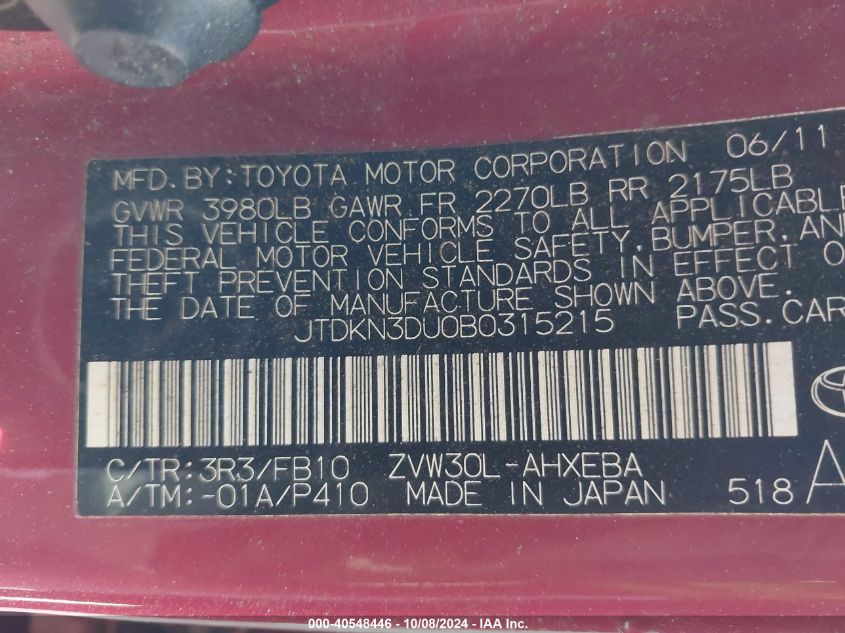 MFD. BY: TOYOTA MOTOR CORPORATION 06/11
GVWR 3980LB GAWR FR 2270LB RR 2175LB
THIS VEHICLE CONFORMS TO ALL APPLICABLE
FEDERAL MOTOR VEHICLE SAFETY, BUMPER, AND
THEFT PREVENTION STANDARDS IN EFFECT O
THE DATE OF MANUFACTURE SHOWN ABOVE.
JTDKN3DU0B0315215 PASS. CAR
C/TR: 3R3/FB10 ZVW30L-AHXEBA
A/TM: -01A/P410 MADE IN JAPAN 518 A
000-40548446 - 10/08/2024 - IAA Inc.